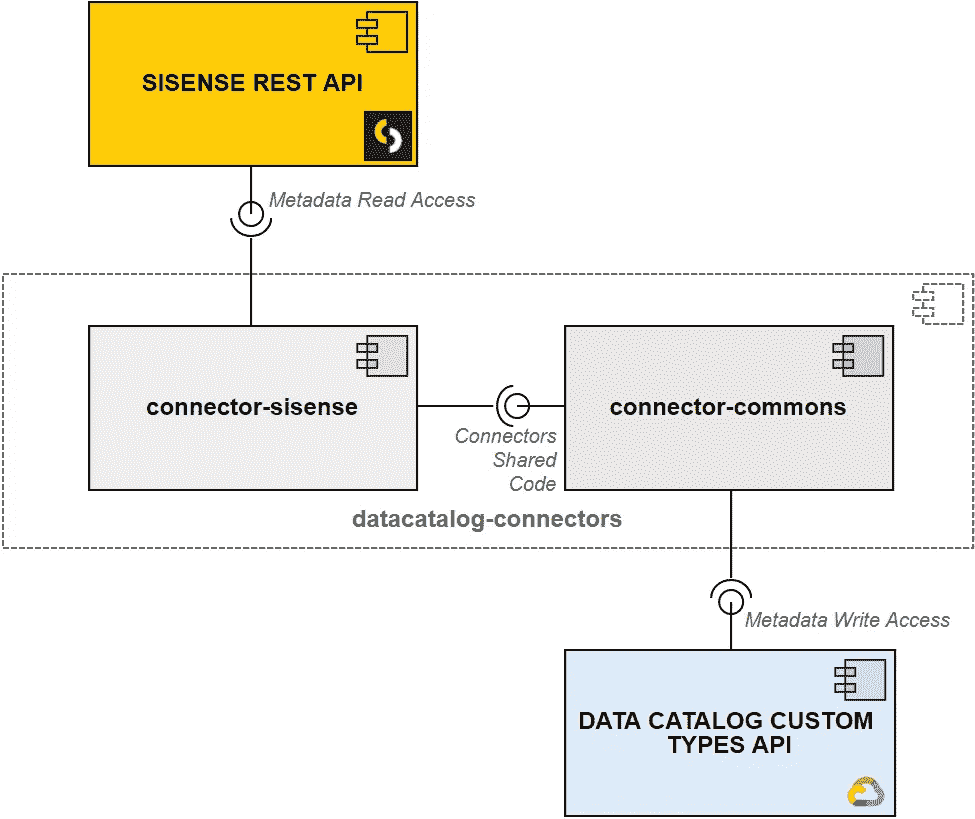 SISENSE REST API
Metadata Read Access
connector-sisense
connector-commons
Connectors
Shared
Code
datacatalog-connectors
Metadata Write Access
DATA CATALOG CUSTOM
TYPES API